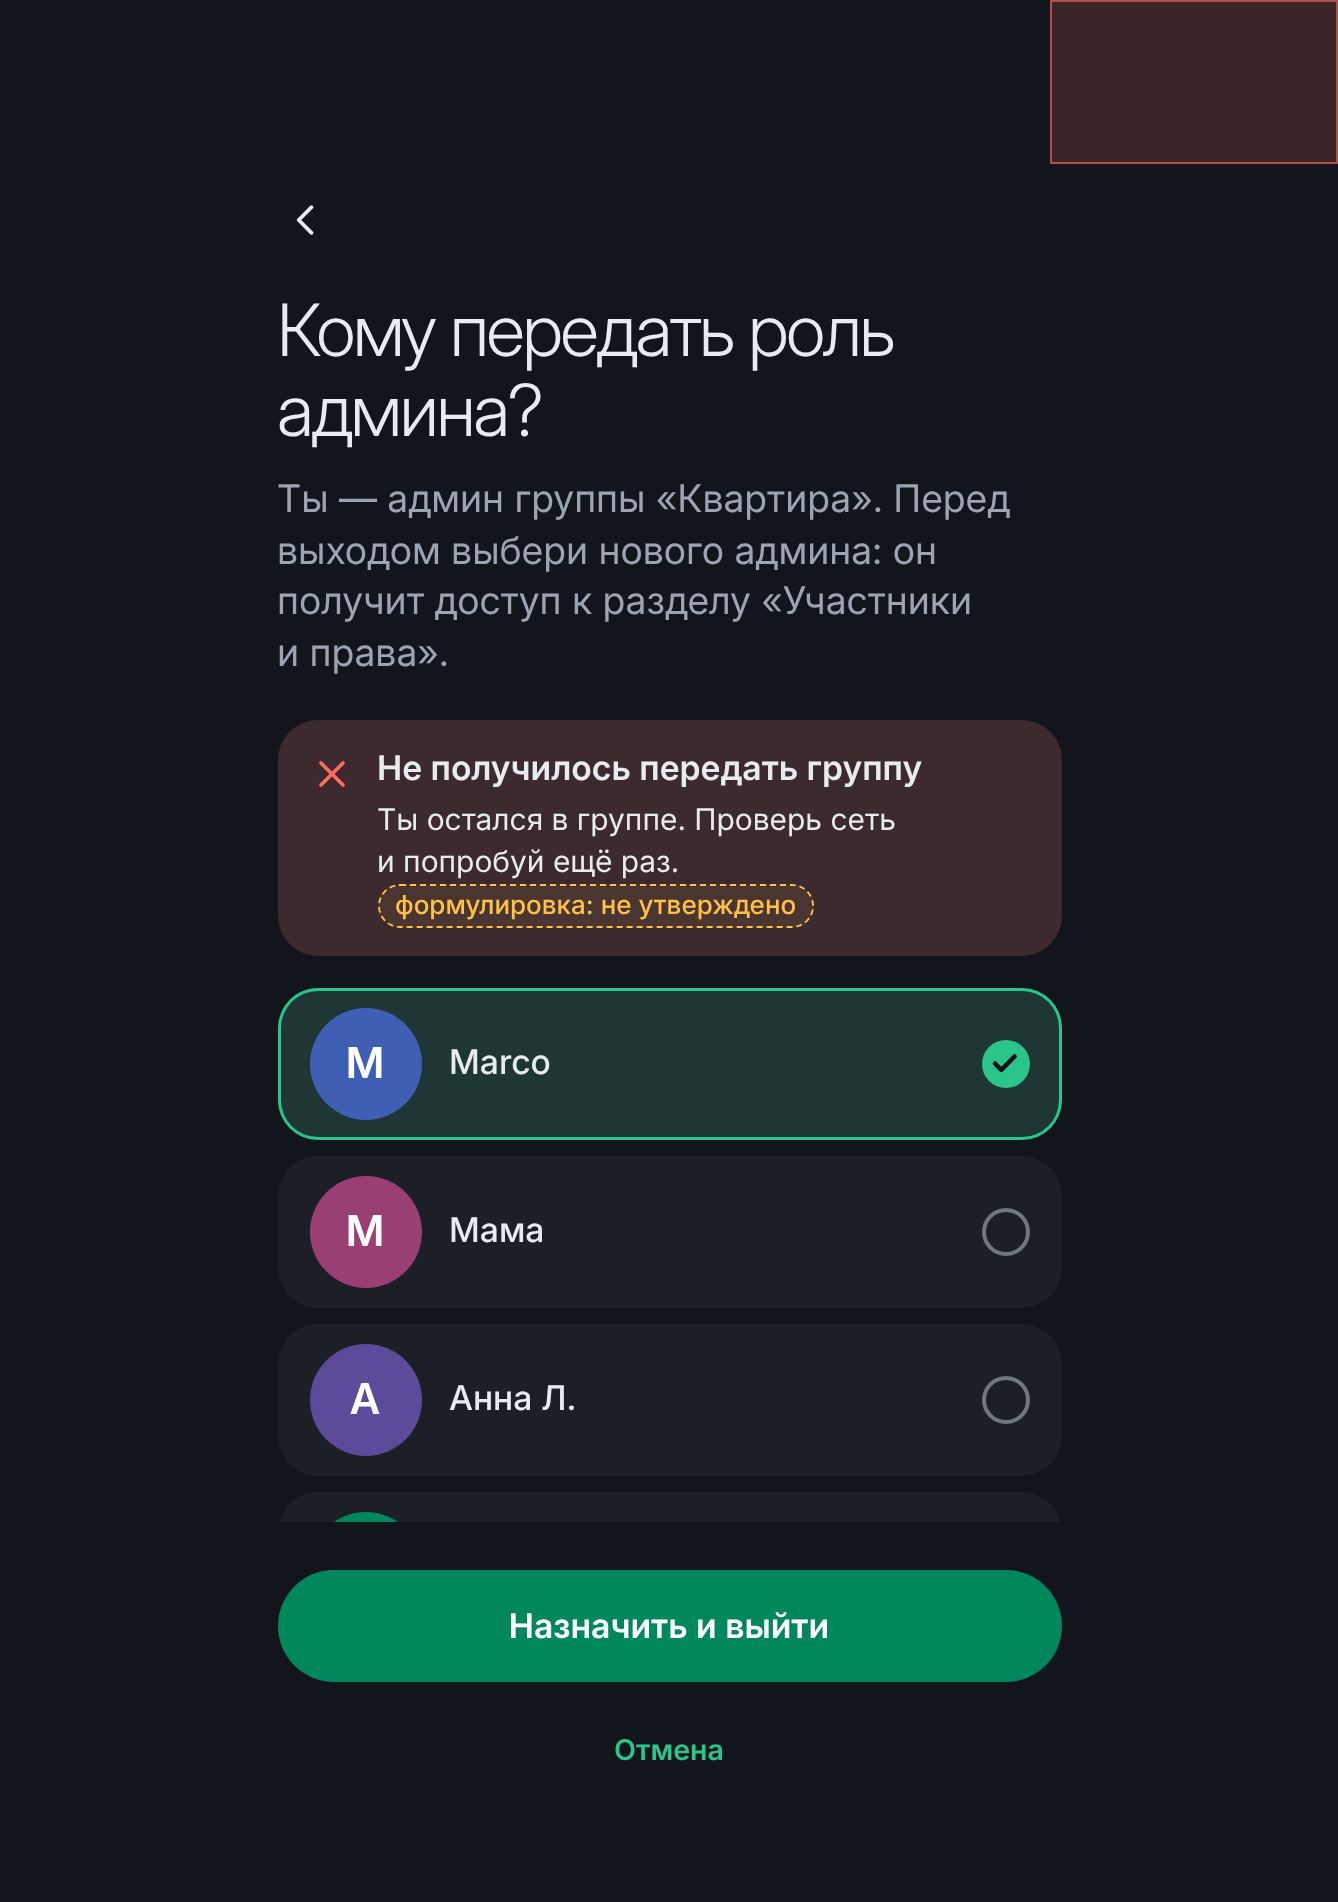 Кому передать роль
админа?
Ты — админ группы «Квартира». Перед
выходом выбери нового админа: он
получит доступ к разделу «Участники
и права».
Не получилось передать группу
Ты остался в группе. Проверь сеть
и попробуй ещё раз.
формулировка: не утверждено
M Marco
М Мама
А Анна Л.
Назначить и выйти
Отмена